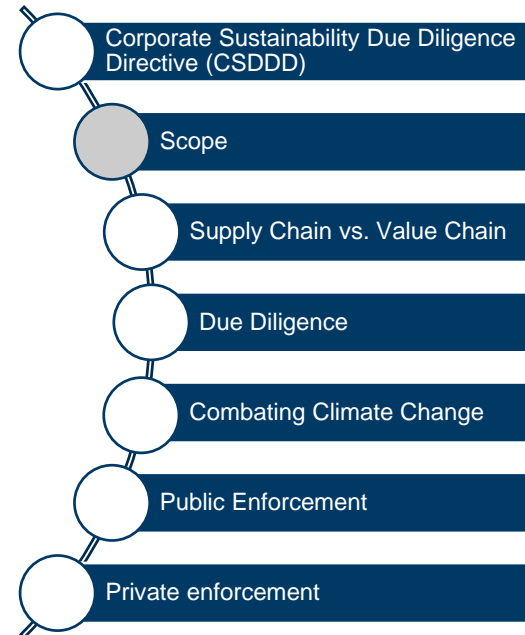 Corporate Sustainability Due Diligence
Directive (CSDDD)
Scope
Supply Chain vs. Value Chain
Due Diligence
Combating Climate Change
Public Enforcement
Private enforcement